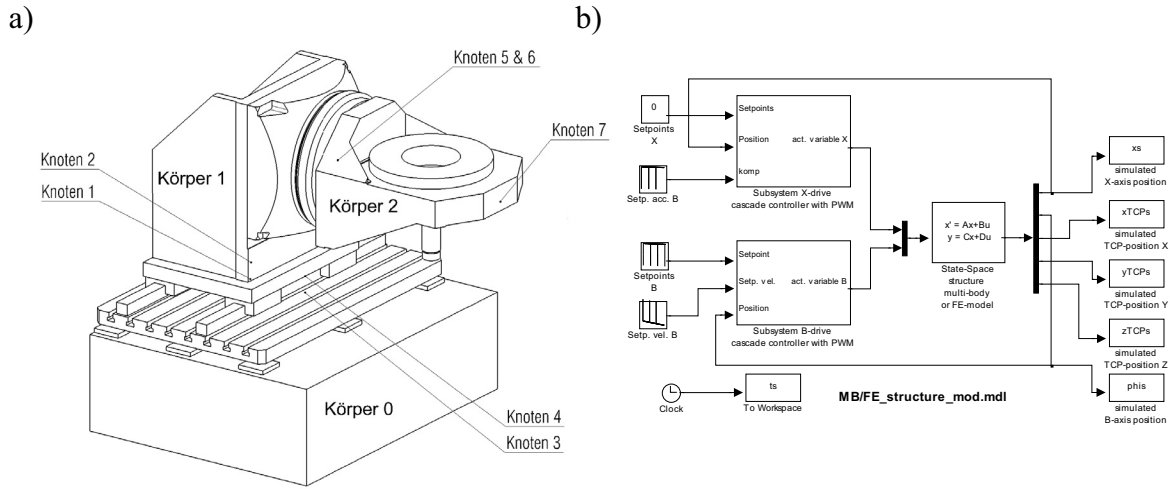 a)
b)
Knoten 5 & 6
Knoten 7
Knoten 2
Knoten 1
Körper 1
Körper 2
Körper 0
Knoten 4
Knoten 3
0
Setpoints
X
Setp. acc. B
Setpoints
Position
komp
act. variable X
Subsystem X-drive
cascade controller with PWM
Setpoints
B
Setp. vel. B
Setpoint
Setp. vel.
Position
act. variable B
Subsystem B-drive
cascade controller with PWM
x' = Ax+Bu
y = Cx+Du
State-Space
structure
multi-body
or FE-model
xs
simulated
X-axis position
xTCPs
simulated
TCP-position X
yTCPs
simulated
TCP-position Y
zTCPs
simulated
TCP-position Z
phis
simulated
B-axis position
Clock
ts
To Workspace
MB/FE_structure_mod.mdl